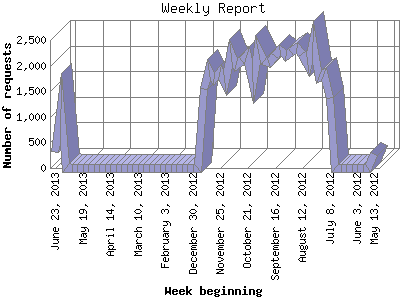 Weekly Report
Number of requests
2,500
2,000
1,500
1,000
500
0
June 23, 2013
May 19, 2013
April 14, 2013
March 10, 2013
February 3, 2013
December 30, 2012
November 25, 2012
October 21, 2012
September 16, 2012
August 12, 2012
July 8, 2012
June 3, 2012
May 13, 2012
Week beginning